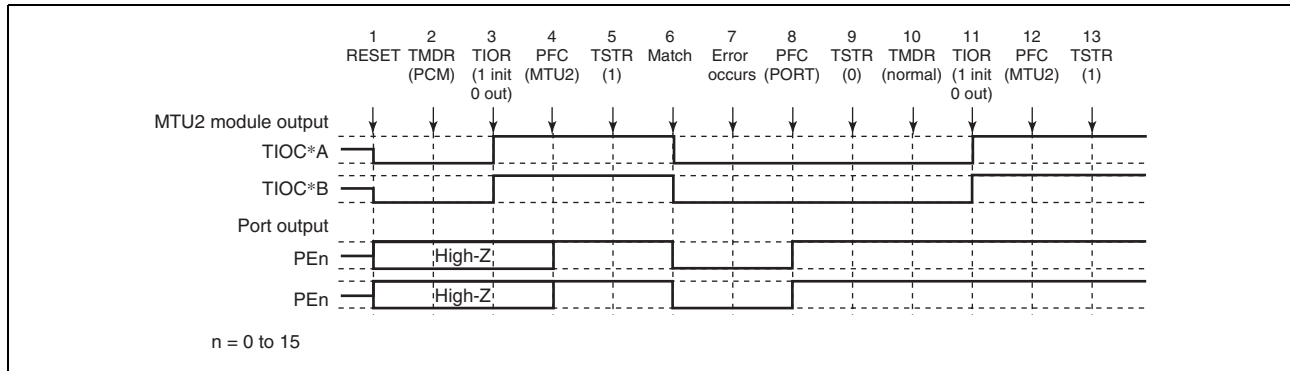 1 2 3 4 5 6 7 8 9 10 11 12 13
RESET TMDR TIOR PFC TSTR Match Error PFC TSTR TMDR TIOR PFC TSTR
(PCM) (1 init (MTU2) (1) occurs (PORT) (0) (normal) (1 init (MTU2) (1)
0 out) 0 out)
MTU2 module output
TIOC*A
TIOC*B
Port output
PEn High-Z
PEn High-Z
n = 0 to 15